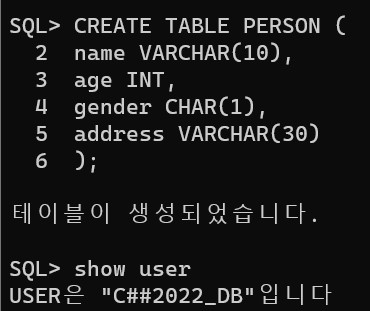 SQL> CREATE TABLE PERSON (
  2  name VARCHAR(10),
  3  age INT,
  4  gender CHAR(1),
  5  address VARCHAR(30)
  6  );
테이블이 생성되었습니다.
SQL> show user
USER은 "C##2022_DB"입니다